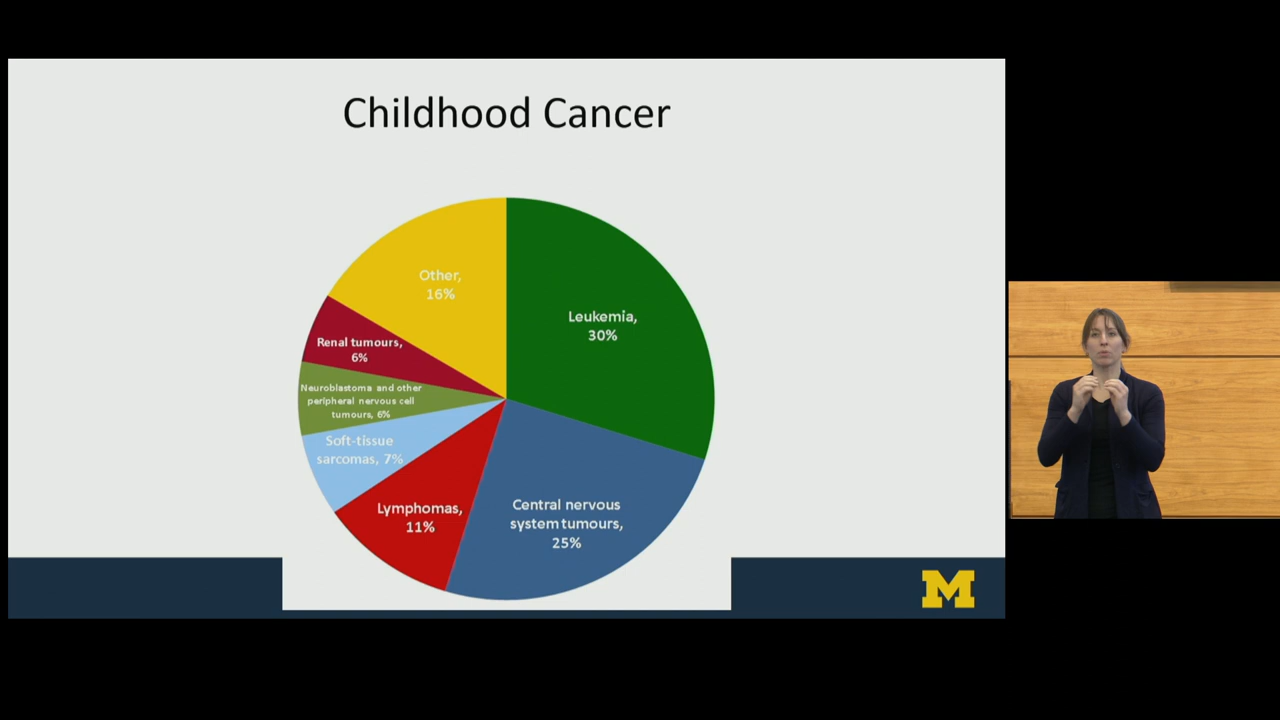 Childhood Cancer
Other,
16%
Leukemia,
30%
Renal tumours,
6%
Neuroblastoma and other
peripheral nervous cell
tumours, 6%
Soft-tissue
sarcomas, 7%
Lymphomas,
11%
Central nervous
system tumours,
25%
M